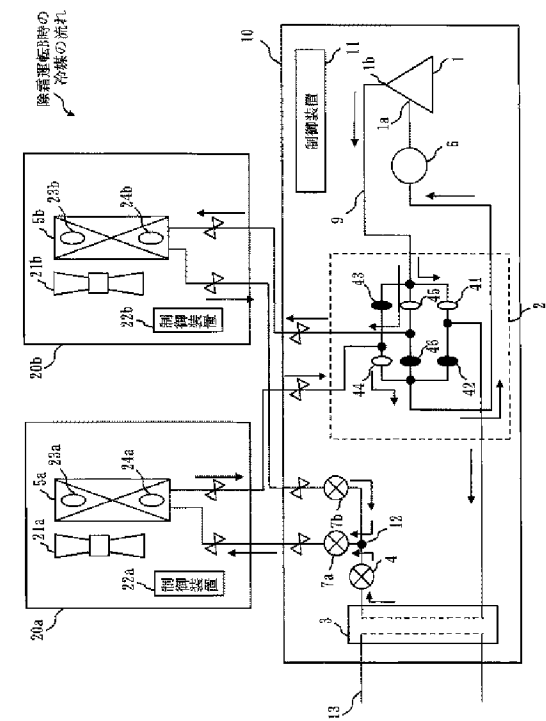 除霜運転B時の
冷媒の流れ
20a
21a
5a
23a
24a
22a
制御装置
20b
21b
5b
23b
24b
22b
制御装置
10
11
制御装置
1b
1
1a
6
9
43
45
41
44
46
42
2
7b
7a
12
4
3
13